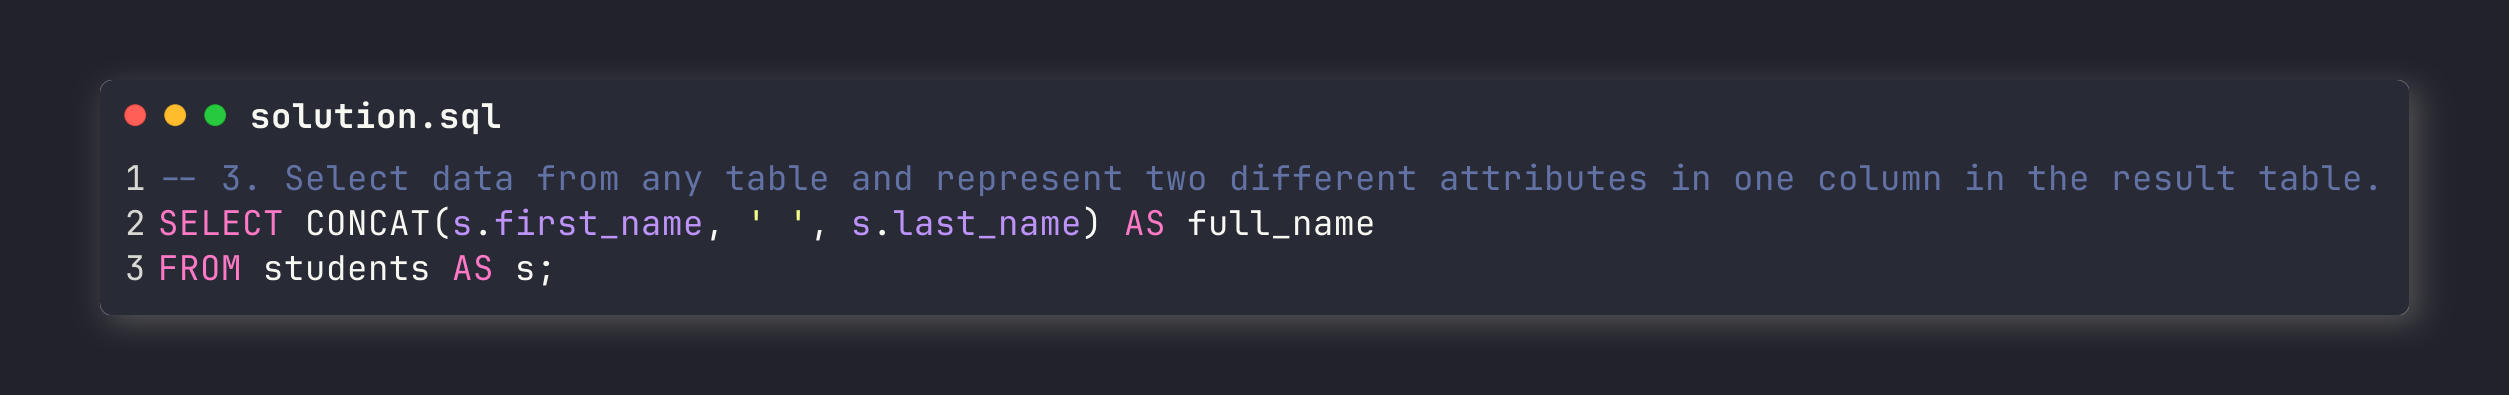 solution.sql
1 -- 3. Select data from any table and represent two different attributes in one column in the result table.
2 SELECT CONCAT(s.first_name, ' ', s.last_name) AS full_name
3 FROM students AS s;